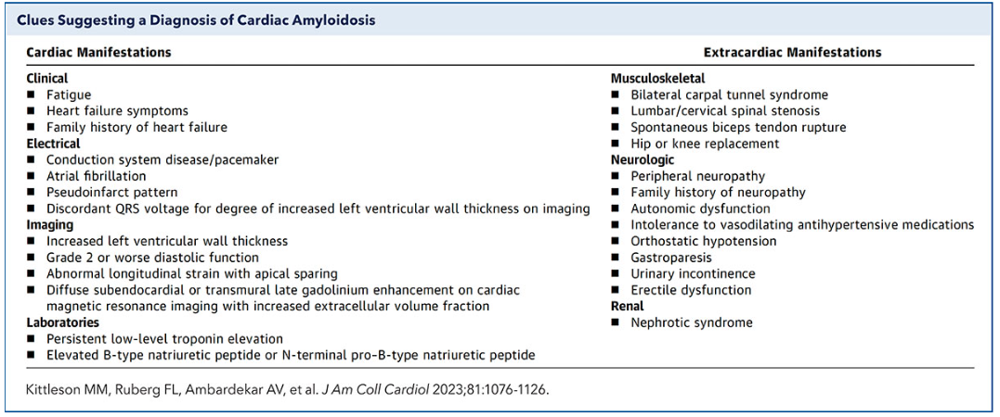 Clues Suggesting a Diagnosis of Cardiac Amyloidosis
Cardiac Manifestations
Clinical
■ Fatigue
■ Heart failure symptoms
■ Family history of heart failure
Electrical
■ Conduction system disease/pacemaker
■ Atrial fibrillation
■ Pseudoinfarct pattern
■ Discordant QRS voltage for degree of increased left ventricular wall thickness on imaging
Imaging
■ Increased left ventricular wall thickness
■ Grade 2 or worse diastolic function
■ Abnormal longitudinal strain with apical sparing
■ Diffuse subendocardial or transmural late gadolinium enhancement on cardiac
magnetic resonance imaging with increased extracellular volume fraction
Laboratories
■ Persistent low-level troponin elevation
■ Elevated B-type natriuretic peptide or N-terminal pro–B-type natriuretic peptide
Extracardiac Manifestations
Musculoskeletal
■ Bilateral carpal tunnel syndrome
■ Lumbar/cervical spinal stenosis
■ Spontaneous biceps tendon rupture
■ Hip or knee replacement
Neurologic
■ Peripheral neuropathy
■ Family history of neuropathy
■ Autonomic dysfunction
■ Intolerance to vasodilating antihypertensive medications
■ Orthostatic hypotension
■ Gastroparesis
■ Urinary incontinence
■ Erectile dysfunction
Renal
■ Nephrotic syndrome
Kittleson MM, Ruberg FL, Ambardekar AV, et al. J Am Coll Cardiol 2023;81:1076-1126.